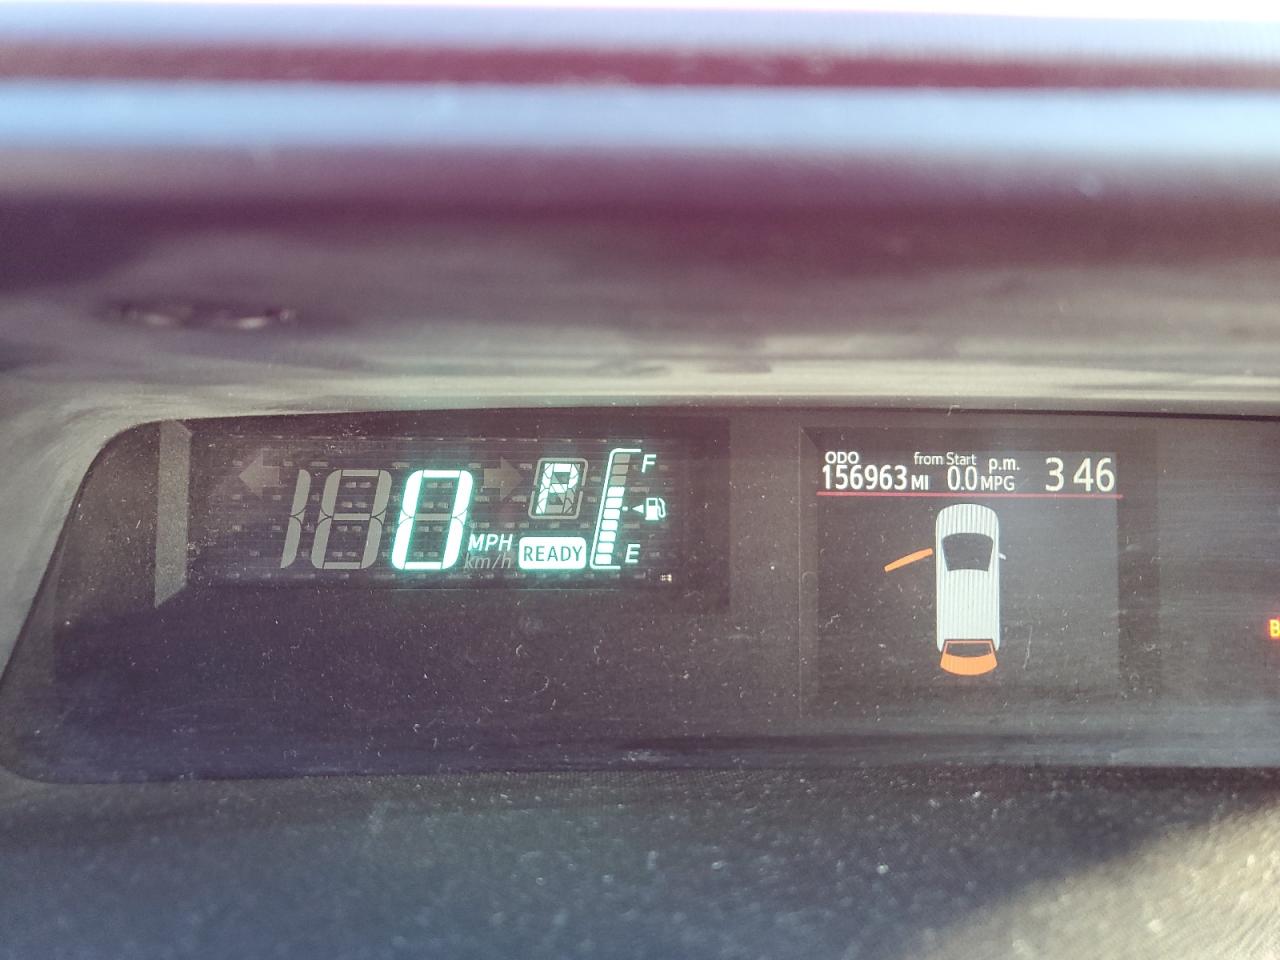 0 MPH km/h
P
READY
F
E
ODO
156963 MI
from Start
0.0 MPG
p.m.
3 46
B